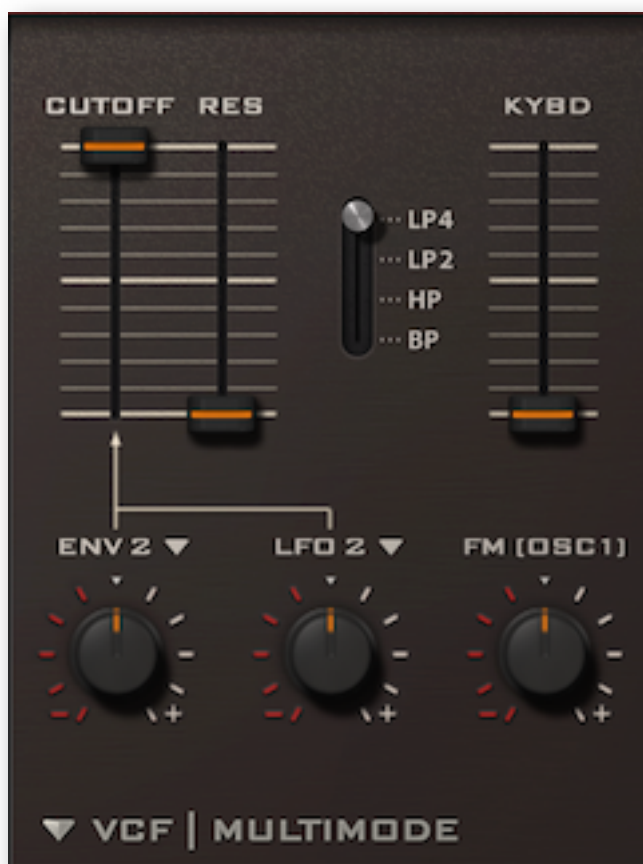 CUTOFF RES KYBD
LP4
LP2
HP
BP
ENV 2 LFO 2 FM (OSC1)
- + - + - +
VCF | MULTIMODE